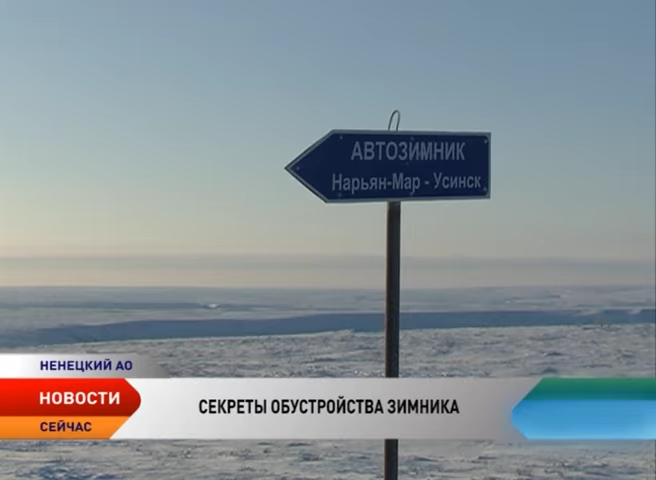 АВТОЗИМНИК
Нарьян-Мар - Усинск
НЕНЕЦКИЙ АО
НОВОСТИ
СЕКРЕТЫ ОБУСТРОЙСТВА ЗИМНИКА
СЕЙЧАС